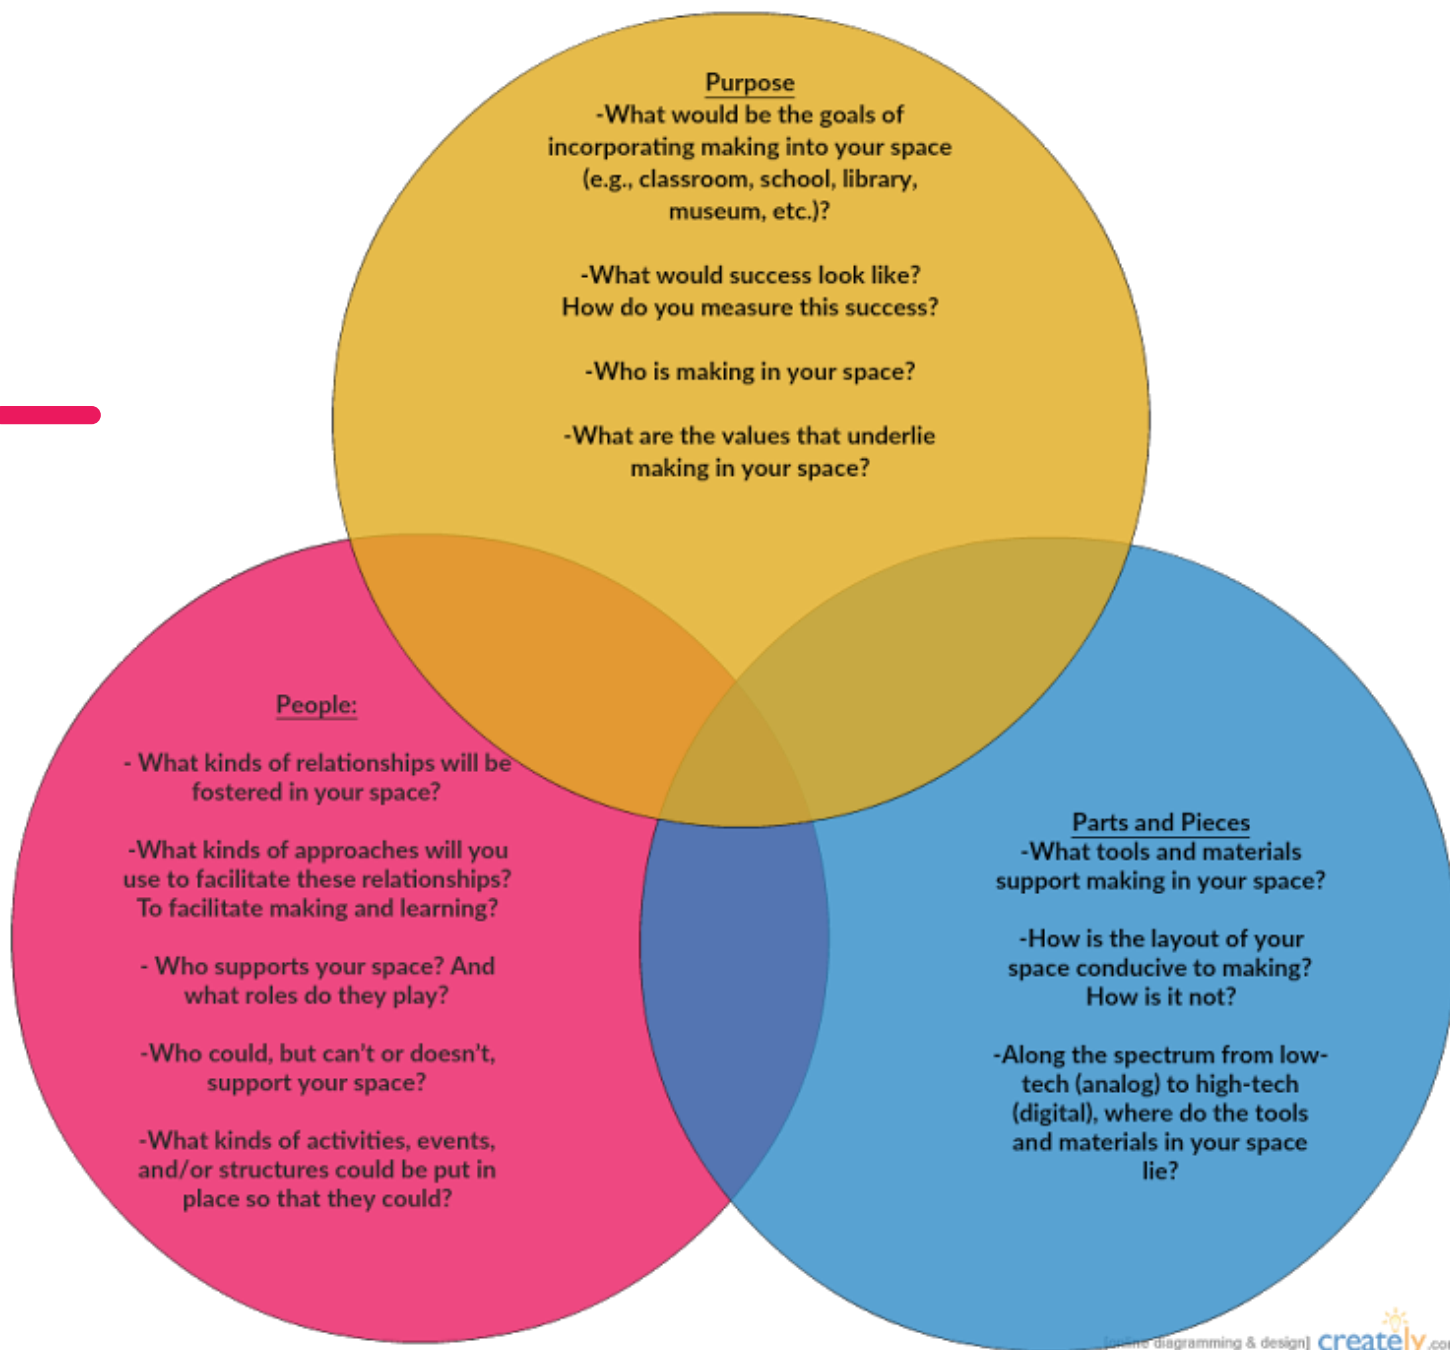 Purpose
-What would be the goals of
incorporating making into your space
(e.g., classroom, school, library,
museum, etc.)?
-What would success look like?
How do you measure this success?
-Who is making in your space?
-What are the values that underlie
making in your space?
People:
- What kinds of relationships will be
fostered in your space?
-What kinds of approaches will you
use to facilitate these relationships?
To facilitate making and learning?
- Who supports your space? And
what roles do they play?
-Who could, but can't or doesn't,
support your space?
-What kinds of activities, events,
and/or structures could be put in
place so that they could?
Parts and Pieces
-What tools and materials
support making in your space?
-How is the layout of your
space conducive to making?
How is it not?
-Along the spectrum from low-
tech (analog) to high-tech
(digital), where do the tools
and materials in your space
lie?
[online diagramming & design] creately.co